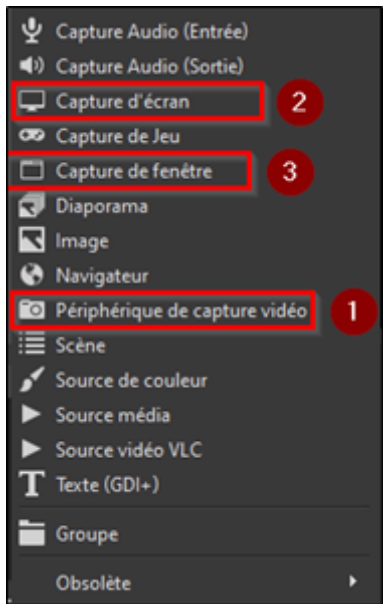 Capture Audio (Entrée)
Capture Audio (Sortie)
Capture d'écran 2
Capture de Jeu
Capture de fenêtre 3
Diaporama
Image
Navigateur
Périphérique de capture vidéo 1
Scène
Source de couleur
Source média
Source vidéo VLC
Texte (GDI+)
Groupe
Obsolète